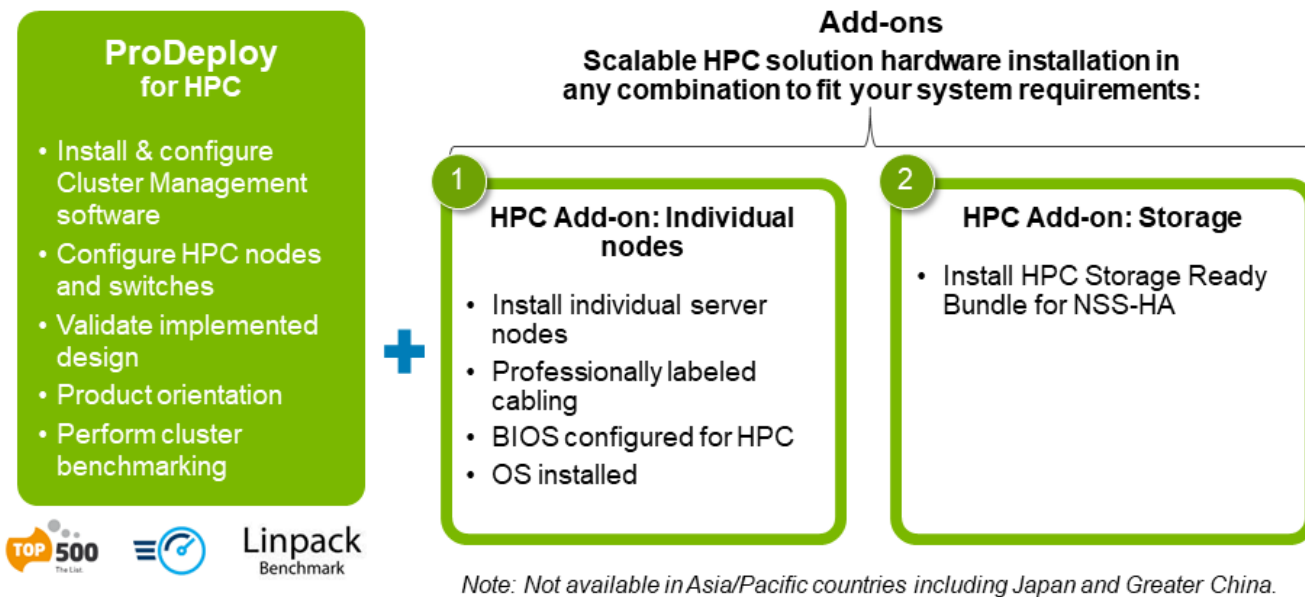 ProDeploy
for HPC
• Install & configure
Cluster Management
software
• Configure HPC nodes
and switches
• Validate implemented
design
• Product orientation
• Perform cluster
benchmarking
TOP 500
The List.
Linpack
Benchmark
Add-ons
Scalable HPC solution hardware installation in
any combination to fit your system requirements:
1
HPC Add-on: Individual
nodes
• Install individual server
nodes
• Professionally labeled
cabling
• BIOS configured for HPC
• OS installed
2
HPC Add-on: Storage
• Install HPC Storage Ready
Bundle for NSS-HA
Note: Not available in Asia/Pacific countries including Japan and Greater China.